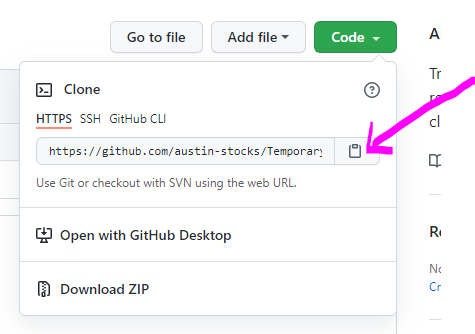 Go to file
Add file
Code
A
Clone
HTTPS SSH GitHub CLI
https://github.com/austin-stocks/Temporary
Use Git or checkout with SVN using the web URL.
Open with GitHub Desktop
Download ZIP
Tr
cl
Re
No
Cr